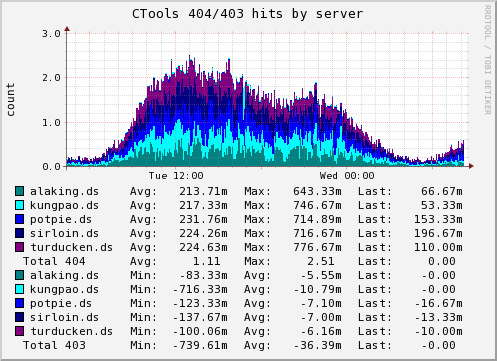 CTools 404/403 hits by server
RRDTOOL / TOBI OETIKER
count
3.0
2.0
1.0
0.0
Tue 12:00 Wed 00:00
alaking.ds Avg: 213.71m Max: 643.33m Last: 66.67m
kungpao.ds Avg: 217.33m Max: 746.67m Last: 53.33m
potpie.ds Avg: 231.76m Max: 714.89m Last: 153.33m
sirloin.ds Avg: 224.26m Max: 716.67m Last: 196.67m
turducken.ds Avg: 224.63m Max: 776.67m Last: 110.00m
Total 404 Avg: 1.11 Max: 2.51 Last: 0.00
alaking.ds Min: -83.33m Avg: -5.55m Last: -0.00
kungpao.ds Min: -716.33m Avg: -10.79m Last: -0.00
potpie.ds Min: -123.33m Avg: -7.10m Last: -16.67m
sirloin.ds Min: -137.67m Avg: -7.00m Last: -13.33m
turducken.ds Min: -100.06m Avg: -6.16m Last: -10.00m
Total 403 Min: -739.61m Avg: -36.39m Last: -0.00